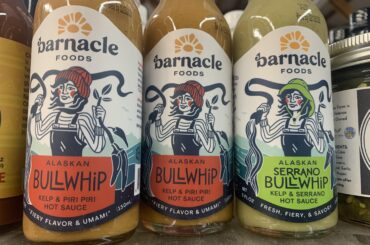 barnacle
FOODS
ALASKAN
BULLWHIP
KELP & PIRI PIRI
HOT SAUCE
FIERY FLAVOR & UMAMI
barnacle
FOODS
ALASKAN
BULLWHIP
KELP & PIRI PIRI
HOT SAUCE
FIERY FLAVOR & UMAMI
barnacle
FOODS
ALASKAN
SERRANO
BULLWHIP
KELP & SERRANO
HOT SAUCE
FRESH, FIERY, & SAVORY